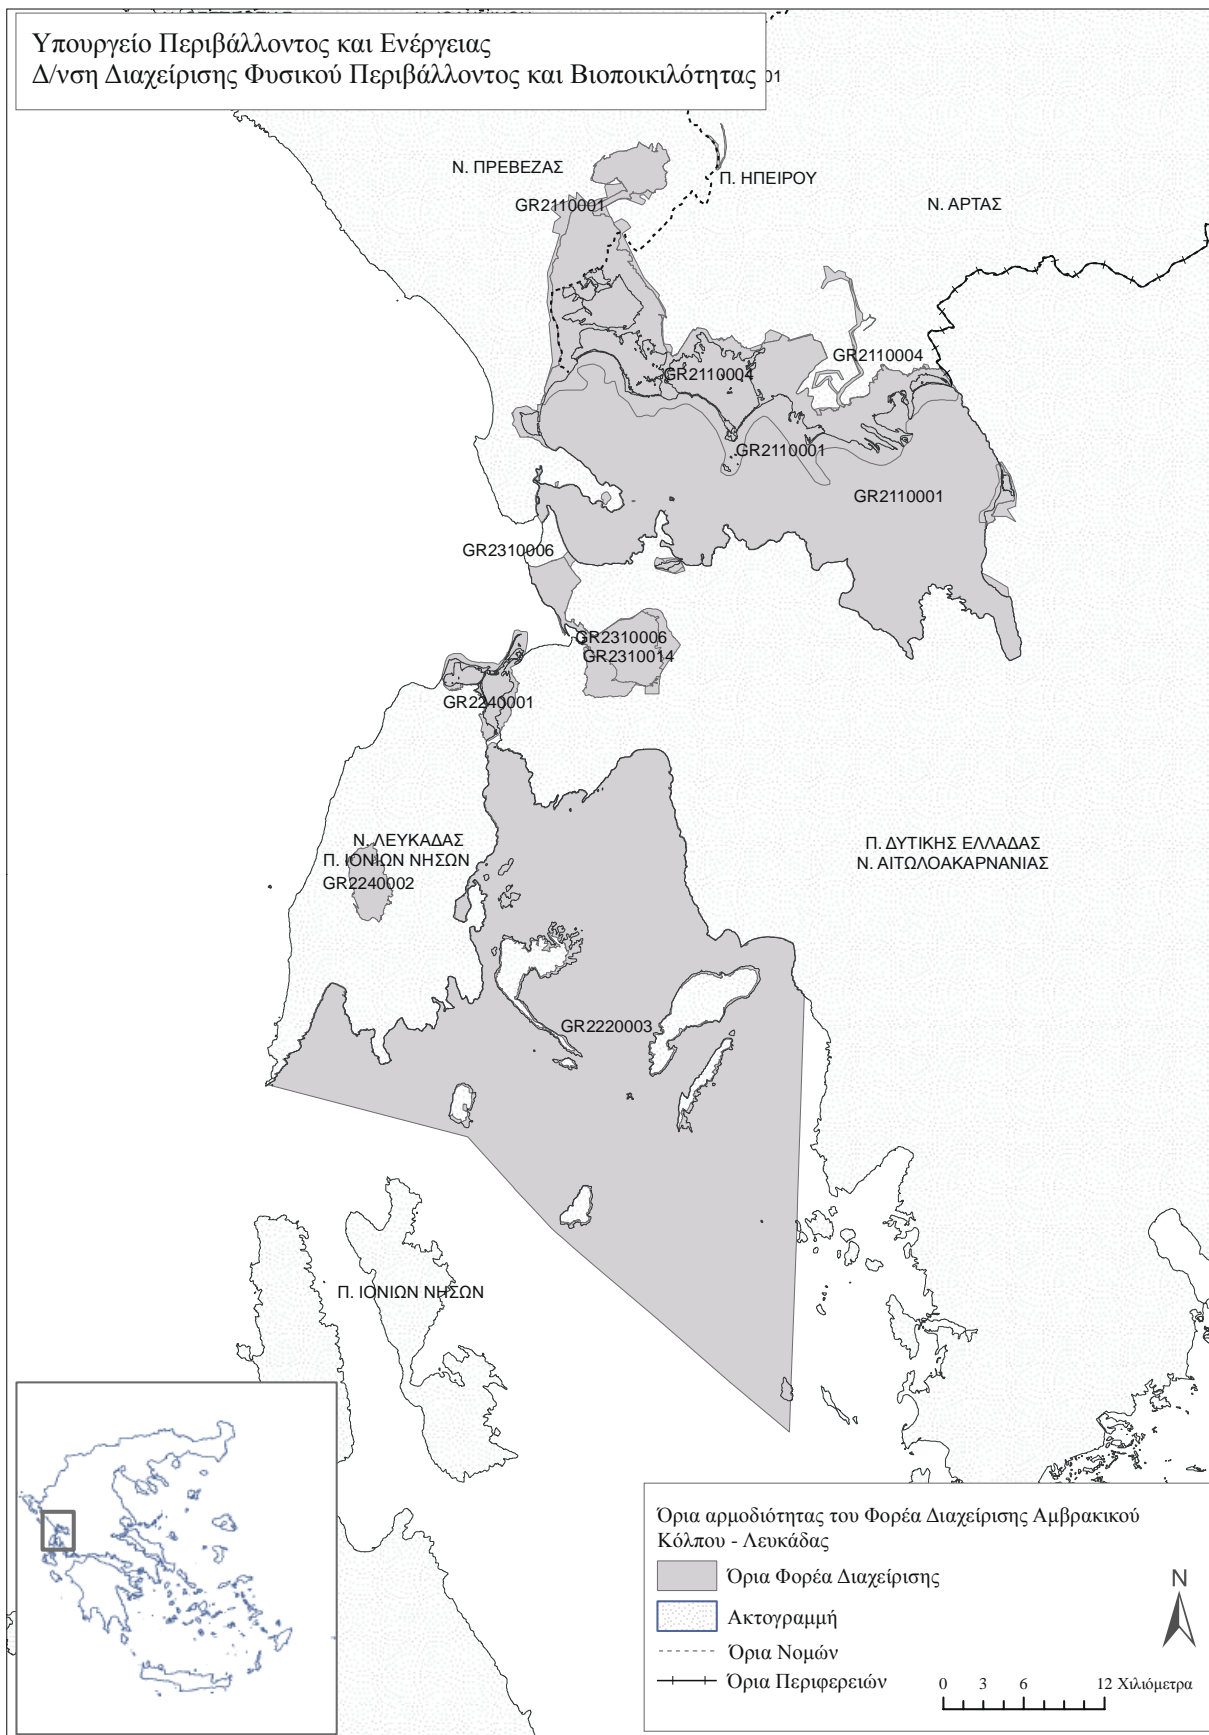 Υπουργείο Περιβάλλοντος και Ενέργειας
Δ/νση Διαχείρισης Φυσικού Περιβάλλοντος και Βιοποικιλότητας
01
Ν. ΠΡΕΒΕΖΑΣ
Π. ΗΠΕΙΡΟΥ
GR2110001
Ν. ΑΡΤΑΣ
GR2110004
GR2110004
GR2110001
GR2110001
GR2310006
GR2310006
GR2310014
GR2240001
Ν. ΛΕΥΚΑΔΑΣ
Π. ΙΟΝΙΩΝ ΝΗΣΩΝ
GR2240002
Π. ΔΥΤΙΚΗΣ ΕΛΛΑΔΑΣ
Ν. ΑΙΤΩΛΟΑΚΑΡΝΑΝΙΑΣ
GR2220003
Π. ΙΟΝΙΩΝ ΝΗΣΩΝ
Όρια αρμοδιότητας του Φορέα Διαχείρισης Αμβρακικού
Κόλπου - Λευκάδας
Όρια Φορέα Διαχείρισης
Ακτογραμμή
Όρια Νομών
Όρια Περιφερειών
N
0 3 6 12 Χιλιόμετρα